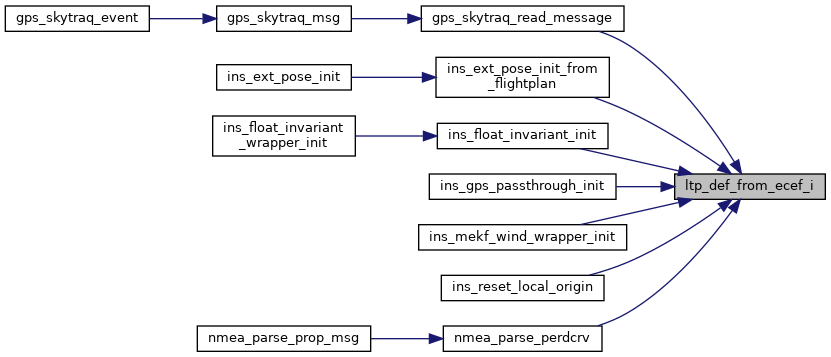 gps_skytraq_event
gps_skytraq_msg
gps_skytraq_read_message
ins_ext_pose_init
ins_ext_pose_init_from
_flightplan
ins_float_invariant
_wrapper_init
ins_float_invariant_init
ins_gps_passthrough_init
ltp_def_from_ecef_i
ins_mekf_wind_wrapper_init
ins_reset_local_origin
nmea_parse_prop_msg
nmea_parse_perdcrv